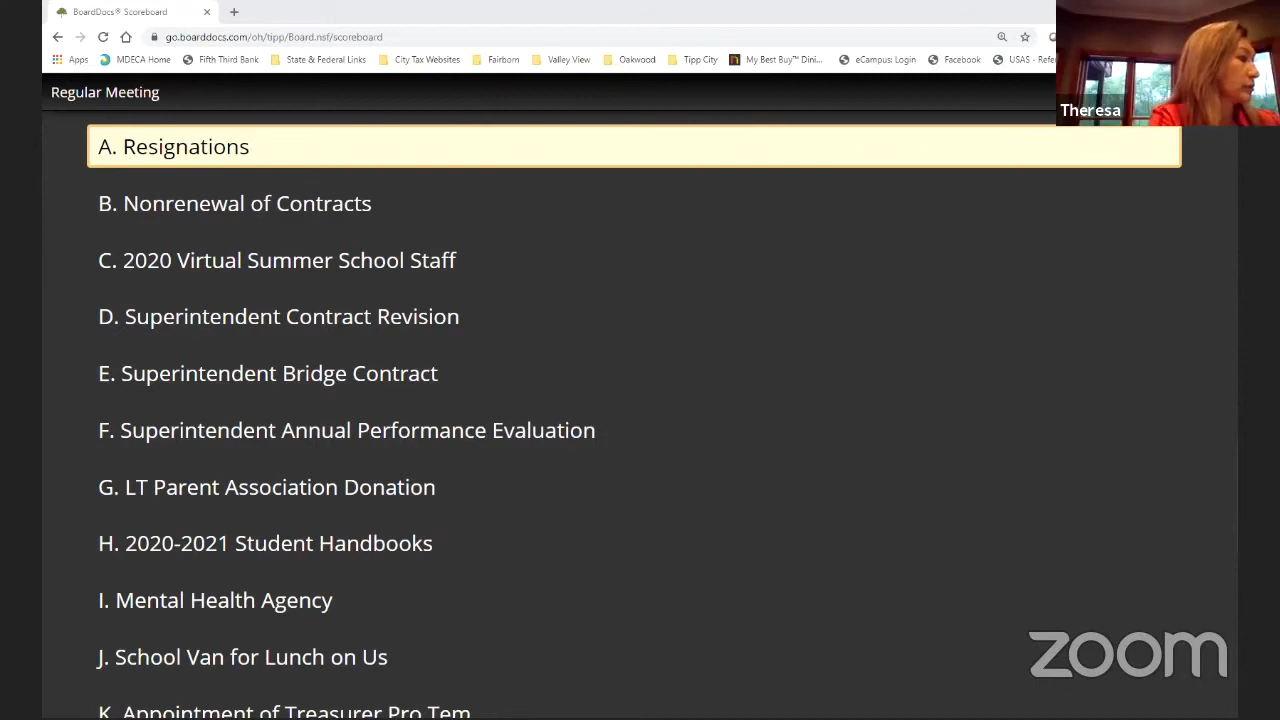 BoardDocs® Scoreboard
go.boarddocs.com/oh/tipp/Board.nsf/scoreboard
Apps MDECA Home Fifth Third Bank State & Federal Links City Tax Websites Fairborn Valley View Oakwood Tipp City My Best Buy™ Dini... eCampus: Login Facebook USAS - Refe
Regular Meeting
Theresa
A. Resignations
B. Nonrenewal of Contracts
C. 2020 Virtual Summer School Staff
D. Superintendent Contract Revision
E. Superintendent Bridge Contract
F. Superintendent Annual Performance Evaluation
G. LT Parent Association Donation
H. 2020-2021 Student Handbooks
I. Mental Health Agency
J. School Van for Lunch on Us
K. Appointment of Treasurer Pro Tem
zoom